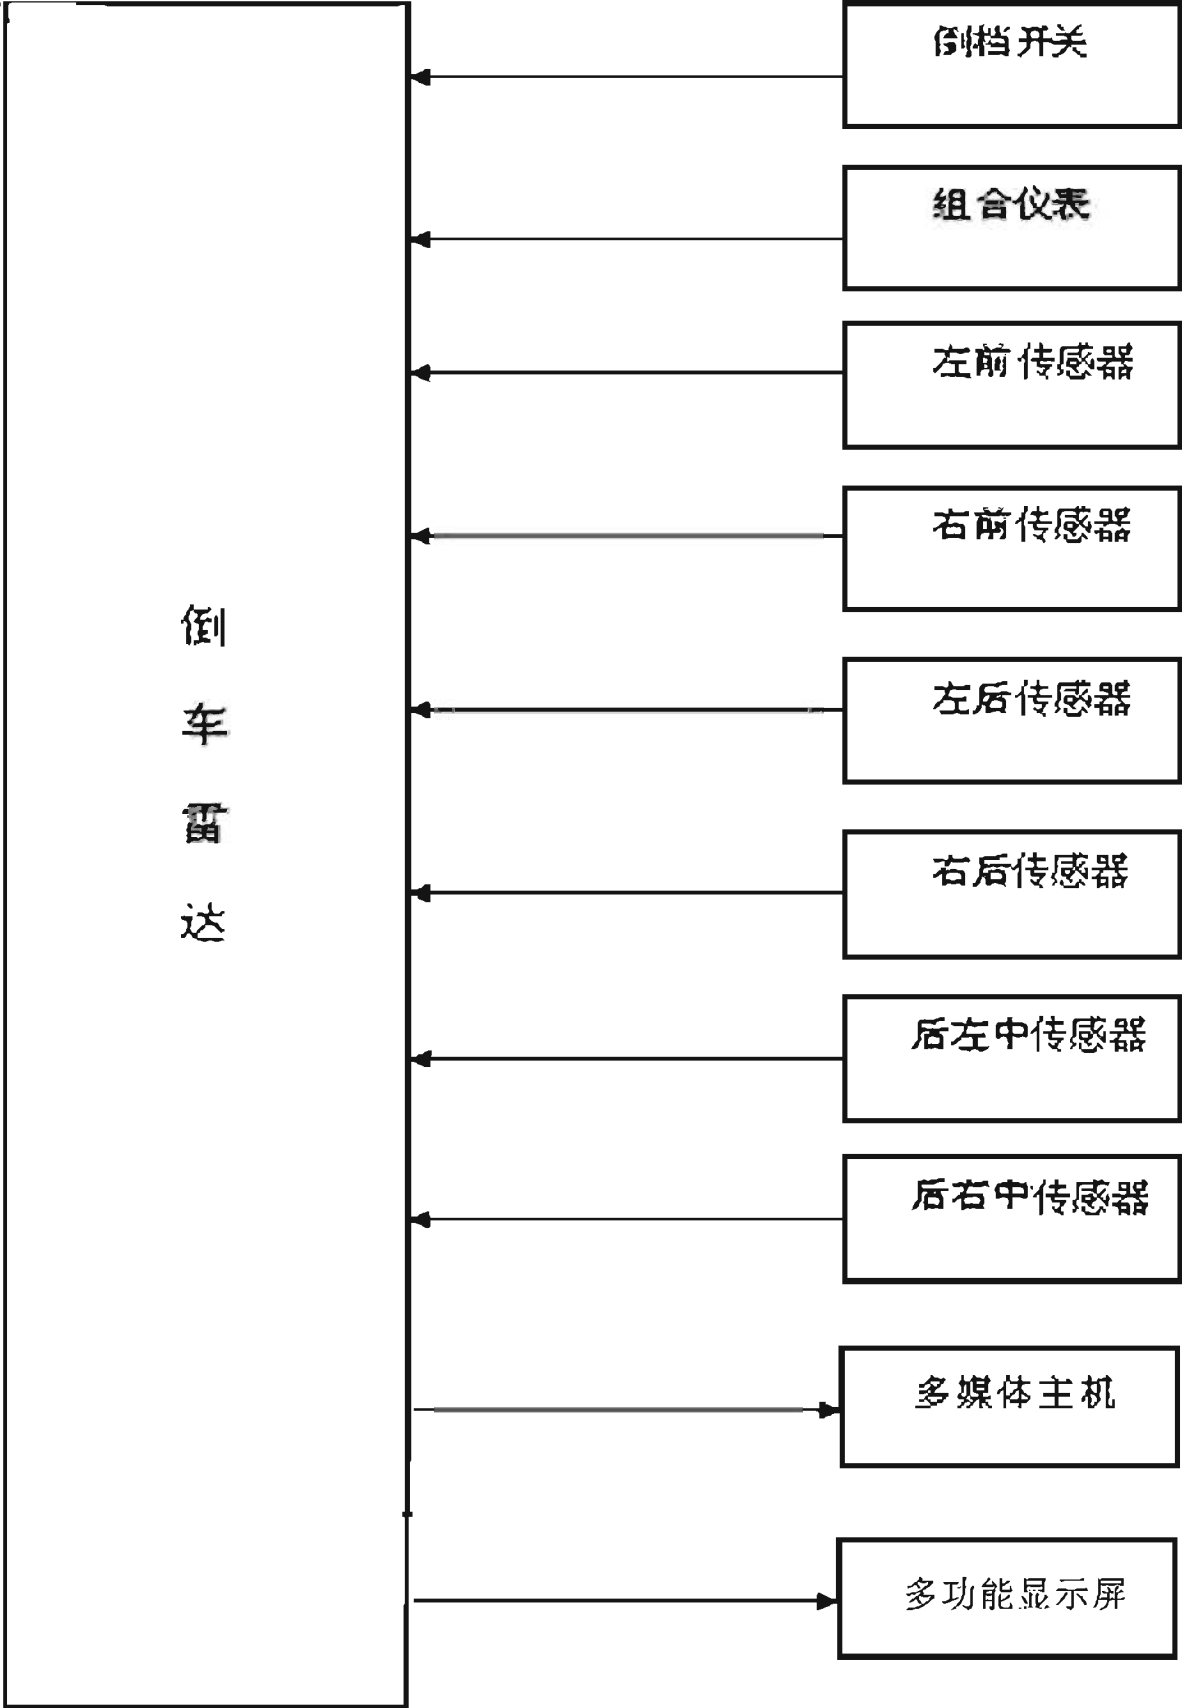 倒档开关
组合仪表
左前传感器
右前传感器
左后传感器
右后传感器
后左中传感器
后右中传感器
多媒体主机
多功能显示屏
倒
车
雷
达